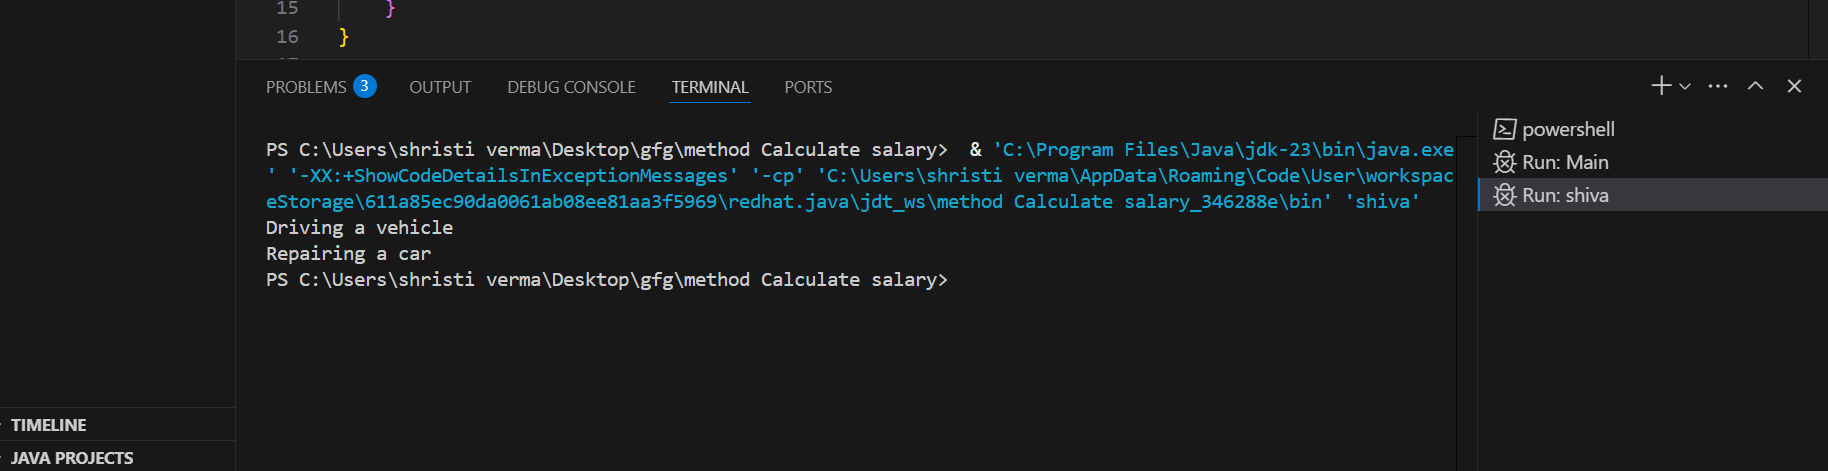 15 }
16 }
PROBLEMS 3 OUTPUT DEBUG CONSOLE TERMINAL PORTS
PS C:\Users\shristi verma\Desktop\gfg\method Calculate salary>  & 'C:\Program Files\Java\jdk-23\bin\java.exe
' '-XX:+ShowCodeDetailsInExceptionMessages' '-cp' 'C:\Users\shristi verma\AppData\Roaming\Code\User\workspac
eStorage\611a85ec90da0061ab08ee81aa3f5969\redhat.java\jdt_ws\method Calculate salary_346288e\bin' 'shiva'
Driving a vehicle
Repairing a car
PS C:\Users\shristi verma\Desktop\gfg\method Calculate salary>
powershell
Run: Main
Run: shiva
TIMELINE
JAVA PROJECTS